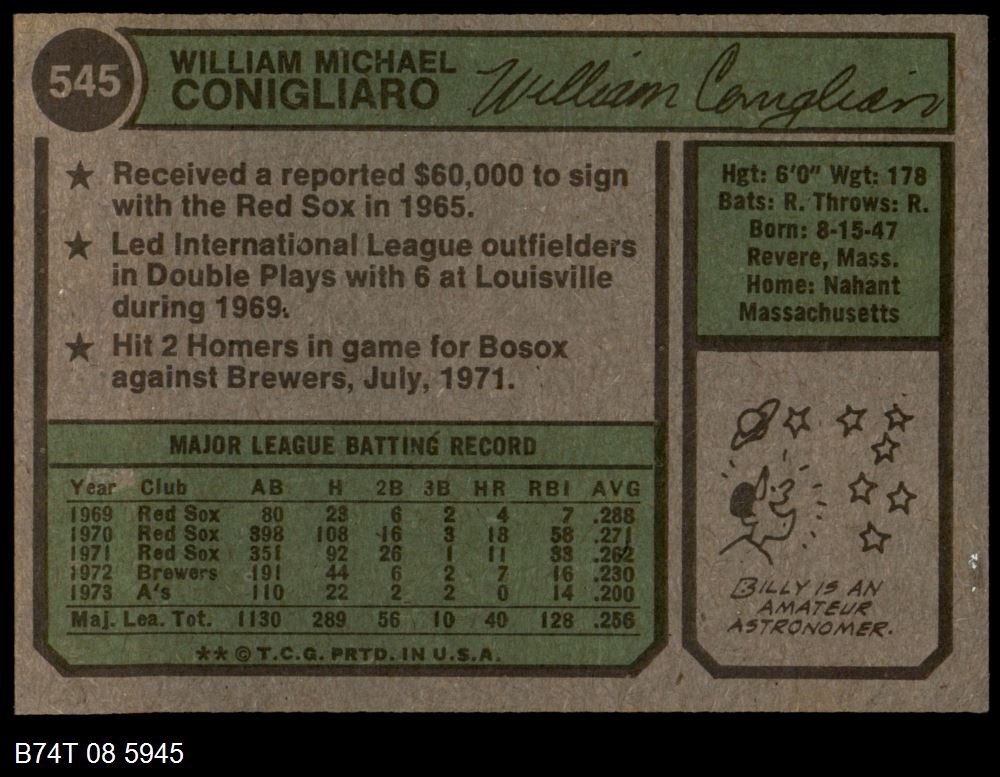 545
WILLIAM MICHAEL
CONIGLIARO
William Conigliaro
★ Received a reported $60,000 to sign
with the Red Sox in 1965.
★ Led International League outfielders
in Double Plays with 6 at Louisville
during 1969.
★ Hit 2 Homers in game for Bosox
against Brewers, July, 1971.
MAJOR LEAGUE BATTING RECORD
Year Club AB H 2B 3B HR RBI AVG
1969 Red Sox 80 23 6 2 4 7 .288
1970 Red Sox 398 108 16 3 18 58 .271
1971 Red Sox 351 92 26 1 11 33 .262
1972 Brewers 191 44 6 2 7 16 .230
1973 A's 110 22 2 2 0 14 .200
Maj. Lea. Tot. 1130 289 56 10 40 128 .256
★★©T.C.G. PRTD. IN U.S.A.
Hgt: 6'0" Wgt: 178
Bats: R. Throws: R.
Born: 8-15-47
Revere, Mass.
Home: Nahant
Massachusetts
BILLY IS AN
AMATEUR
ASTRONOMER.
B74T 08 5945